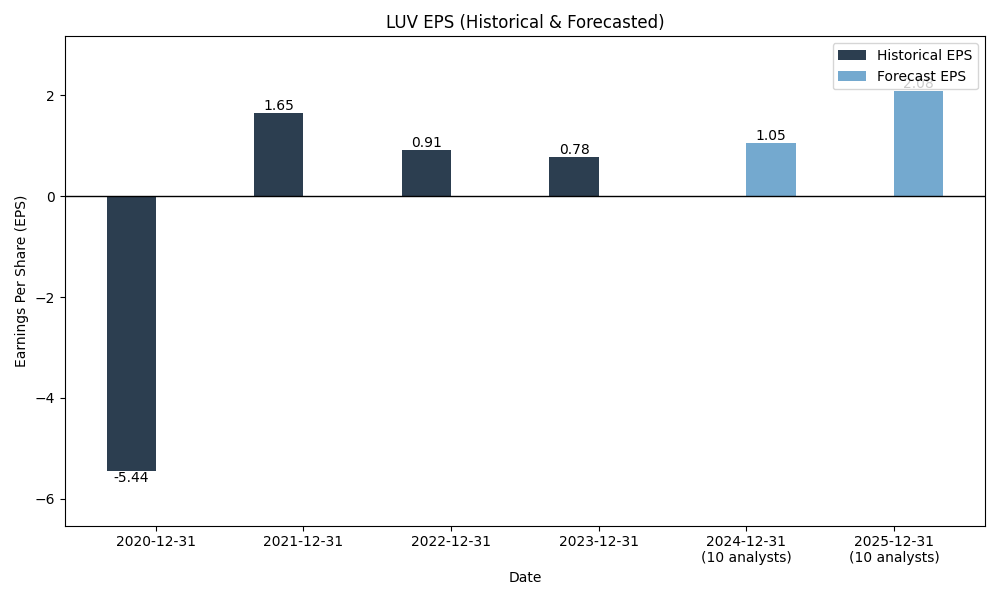 LUV EPS (Historical & Forecasted)
Historical EPS
Forecast EPS
2.08
1.65
0.91
0.78
1.05
-5.44
2
0
−2
−4
−6
Earnings Per Share (EPS)
2020-12-31
2021-12-31
2022-12-31
2023-12-31
2024-12-31
(10 analysts)
2025-12-31
(10 analysts)
Date